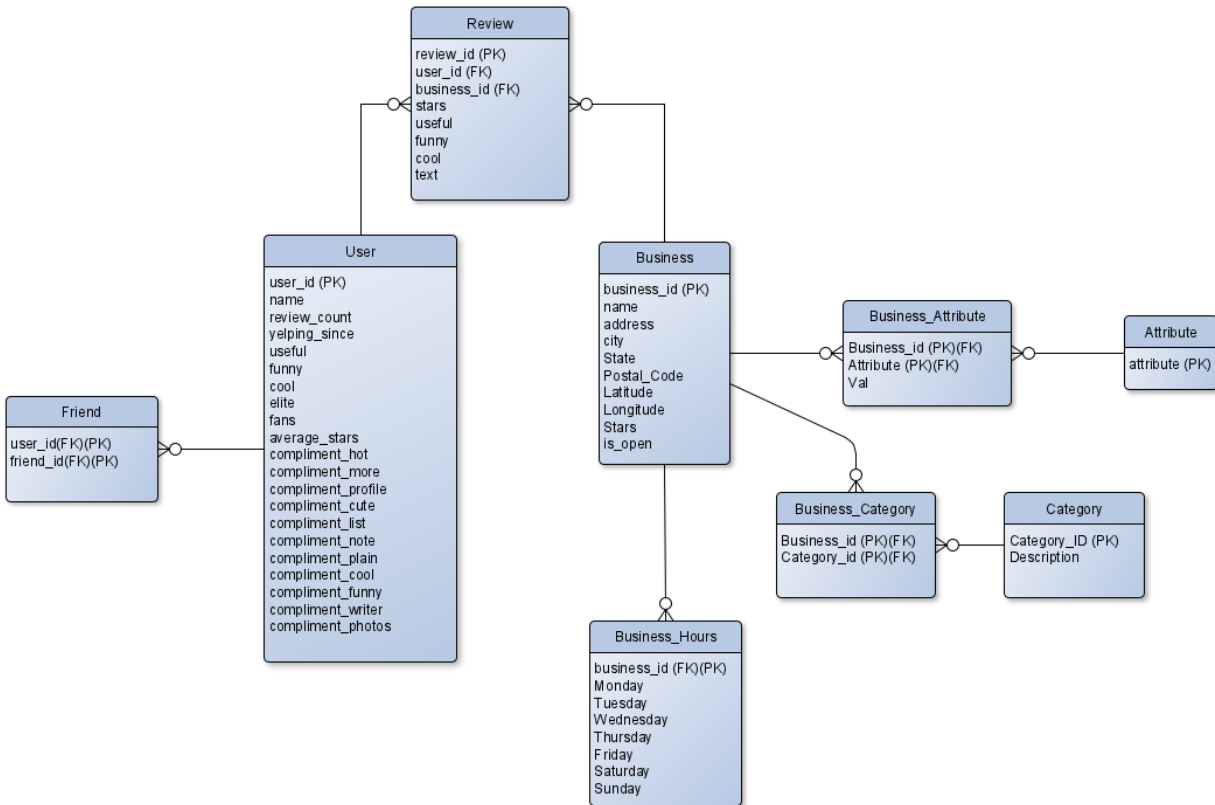 Review
review_id (PK)
user_id (FK)
business_id (FK)
stars
useful
funny
cool
text
User
user_id (PK)
name
review_count
yelping_since
useful
funny
cool
elite
fans
average_stars
compliment_hot
compliment_more
compliment_profile
compliment_cute
compliment_list
compliment_note
compliment_plain
compliment_cool
compliment_funny
compliment_writer
compliment_photos
Business
business_id (PK)
name
address
city
State
Postal_Code
Latitude
Longitude
Stars
is_open
Business_Attribute
Business_id (PK)(FK)
Attribute (PK)(FK)
Val
Attribute
attribute (PK)
Friend
user_id(FK)(PK)
friend_id(FK)(PK)
Business_Category
Business_id (PK)(FK)
Category_id (PK)(FK)
Category
Category_ID (PK)
Description
Business_Hours
business_id (FK)(PK)
Monday
Tuesday
Wednesday
Thursday
Friday
Saturday
Sunday